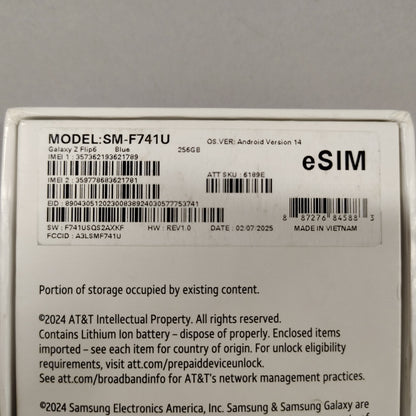 MODEL:SM-F741U
Galaxy Z Flip6 Blue 256GB
OS.VER: Android Version 14
IMEI 1 : 357362193621789
IMEI 2 : 359778683621781
ATT SKU : 6189E
eSIM
EID : 89043051202300838924030577753741
SW : F741USQS2AXKF
HW : REV1.0
DATE : 02/07/2025
FCCID : A3LSMF741U
8 87276 84588 3
MADE IN VIETNAM
Portion of storage occupied by existing content.
©2024 AT&T Intellectual Property. All rights reserved.
Contains Lithium Ion battery – dispose of properly. Enclosed items
imported – see each item for country of origin. For unlock eligibility
requirements, visit att.com/prepaiddeviceunlock.
See att.com/broadbandinfo for AT&T's network management practices.
©2024 Samsung Electronics America, Inc. Samsung & Samsung Galaxy are